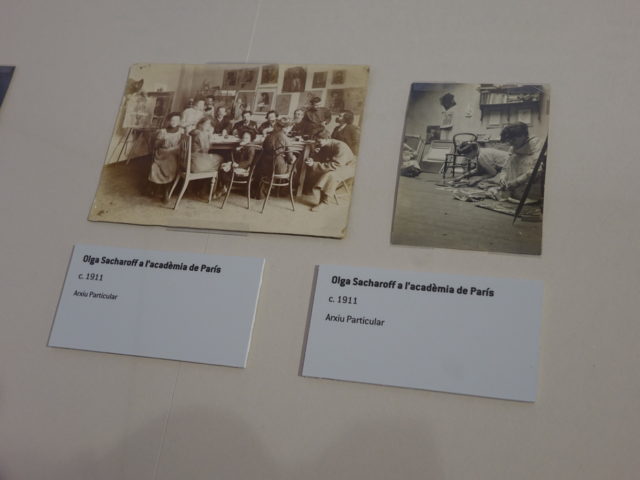 Olga Sacharoff a l'acadèmia de París
c. 1911
Arxiu Particular
Olga Sacharoff a l'acadèmia de París
c. 1911
Arxiu Particular